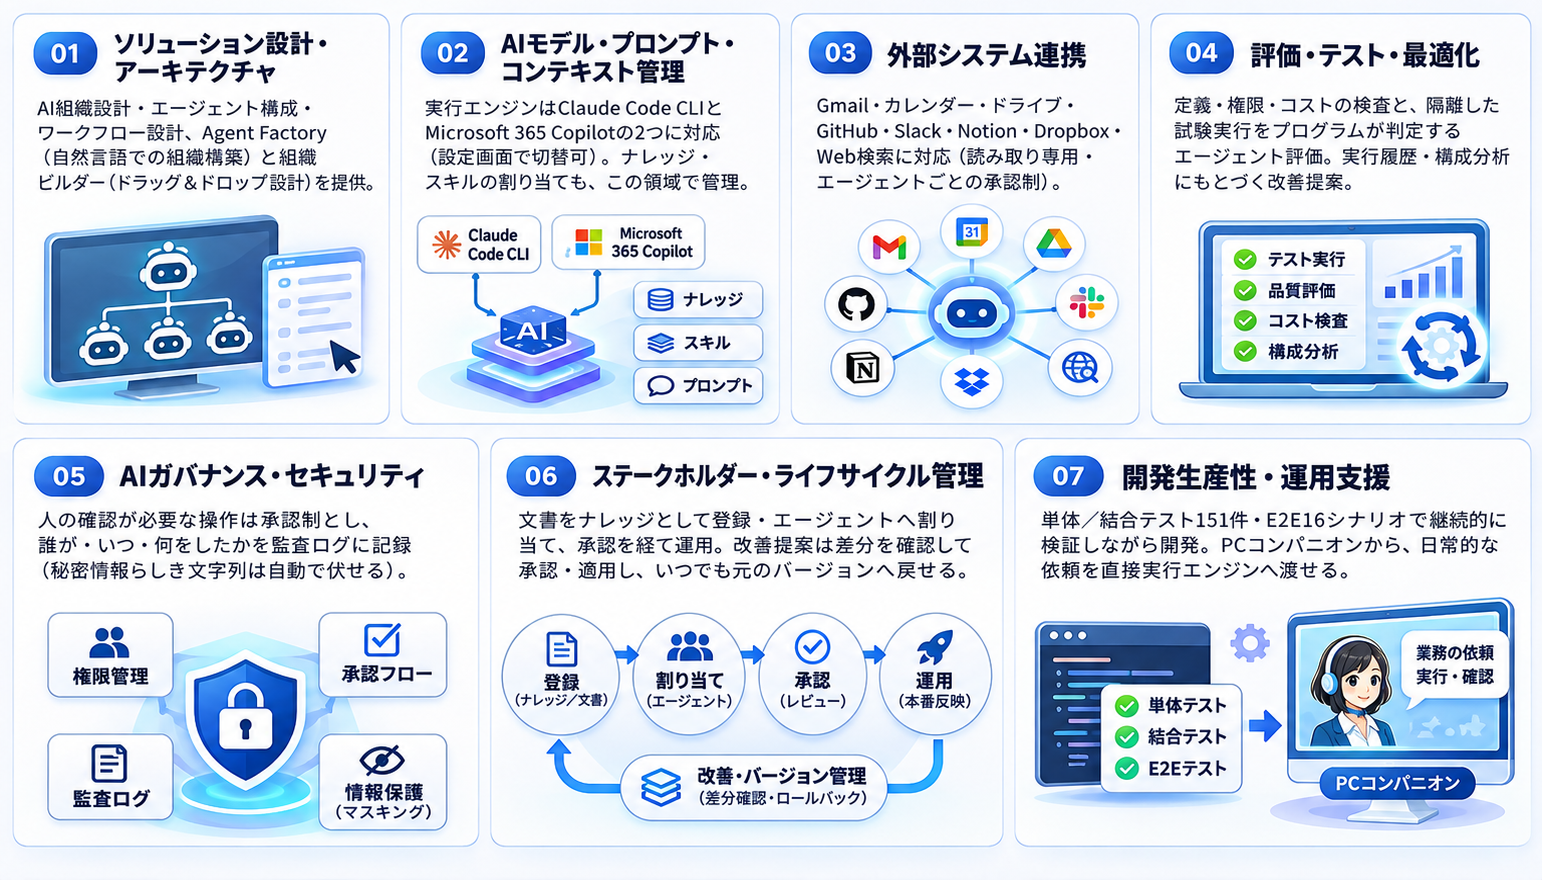 01
ソリューション設計・
アーキテクチャ
AI組織設計・エージェント構成・
ワークフロー設計、Agent Factory
（自然言語での組織構築）と組織
ビルダー（ドラッグ＆ドロップ設計）を提供。
02
AIモデル・プロンプト・
コンテキスト管理
実行エンジンはClaude Code CLIと
Microsoft 365 Copilotの2つに対応
（設定画面で切替可）。ナレッジ・
スキルの割り当ても、この領域で管理。
Claude
Code CLI
Microsoft
365 Copilot
AI
ナレッジ
スキル
プロンプト
03
外部システム連携
Gmail・カレンダー・ドライブ・
GitHub・Slack・Notion・Dropbox・
Web検索に対応（読み取り専用・
エージェントごとの承認制）。
31
04
評価・テスト・最適化
定義・権限・コストの検査と、隔離した
試験実行をプログラムが判定する
エージェント評価。実行履歴・構成分析
にもとづく改善提案。
テスト実行
品質評価
コスト検査
構成分析
05
AIガバナンス・セキュリティ
人の確認が必要な操作は承認制とし、
誰が・いつ・何をしたかを監査ログに記録
（秘密情報らしき文字列は自動で伏せる）。
権限管理
承認フロー
監査ログ
情報保護
（マスキング）
06
ステークホルダー・ライフサイクル管理
文書をナレッジとして登録・エージェントへ割り
当て、承認を経て運用。改善提案は差分を確認して
承認・適用し、いつでも元のバージョンへ戻せる。
登録
（ナレッジ／文書）
割り当て
（エージェント）
承認
（レビュー）
運用
（本番反映）
改善・バージョン管理
（差分確認・ロールバック）
07
開発生産性・運用支援
単体／結合テスト151件・E2E16シナリオで継続的に
検証しながら開発。PCコンパニオンから、日常的な
依頼を直接実行エンジンへ渡せる。
単体テスト
結合テスト
E2Eテスト
業務の依頼
実行・確認
PCコンパニオン